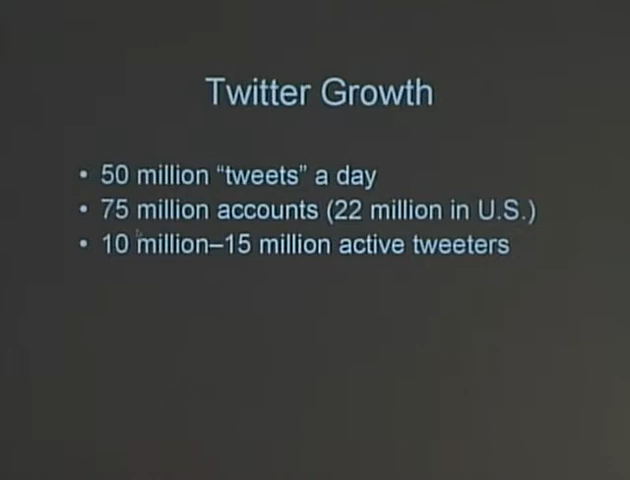 Twitter Growth
• 50 million “tweets” a day
• 75 million accounts (22 million in U.S.)
• 10 million–15 million active tweeters